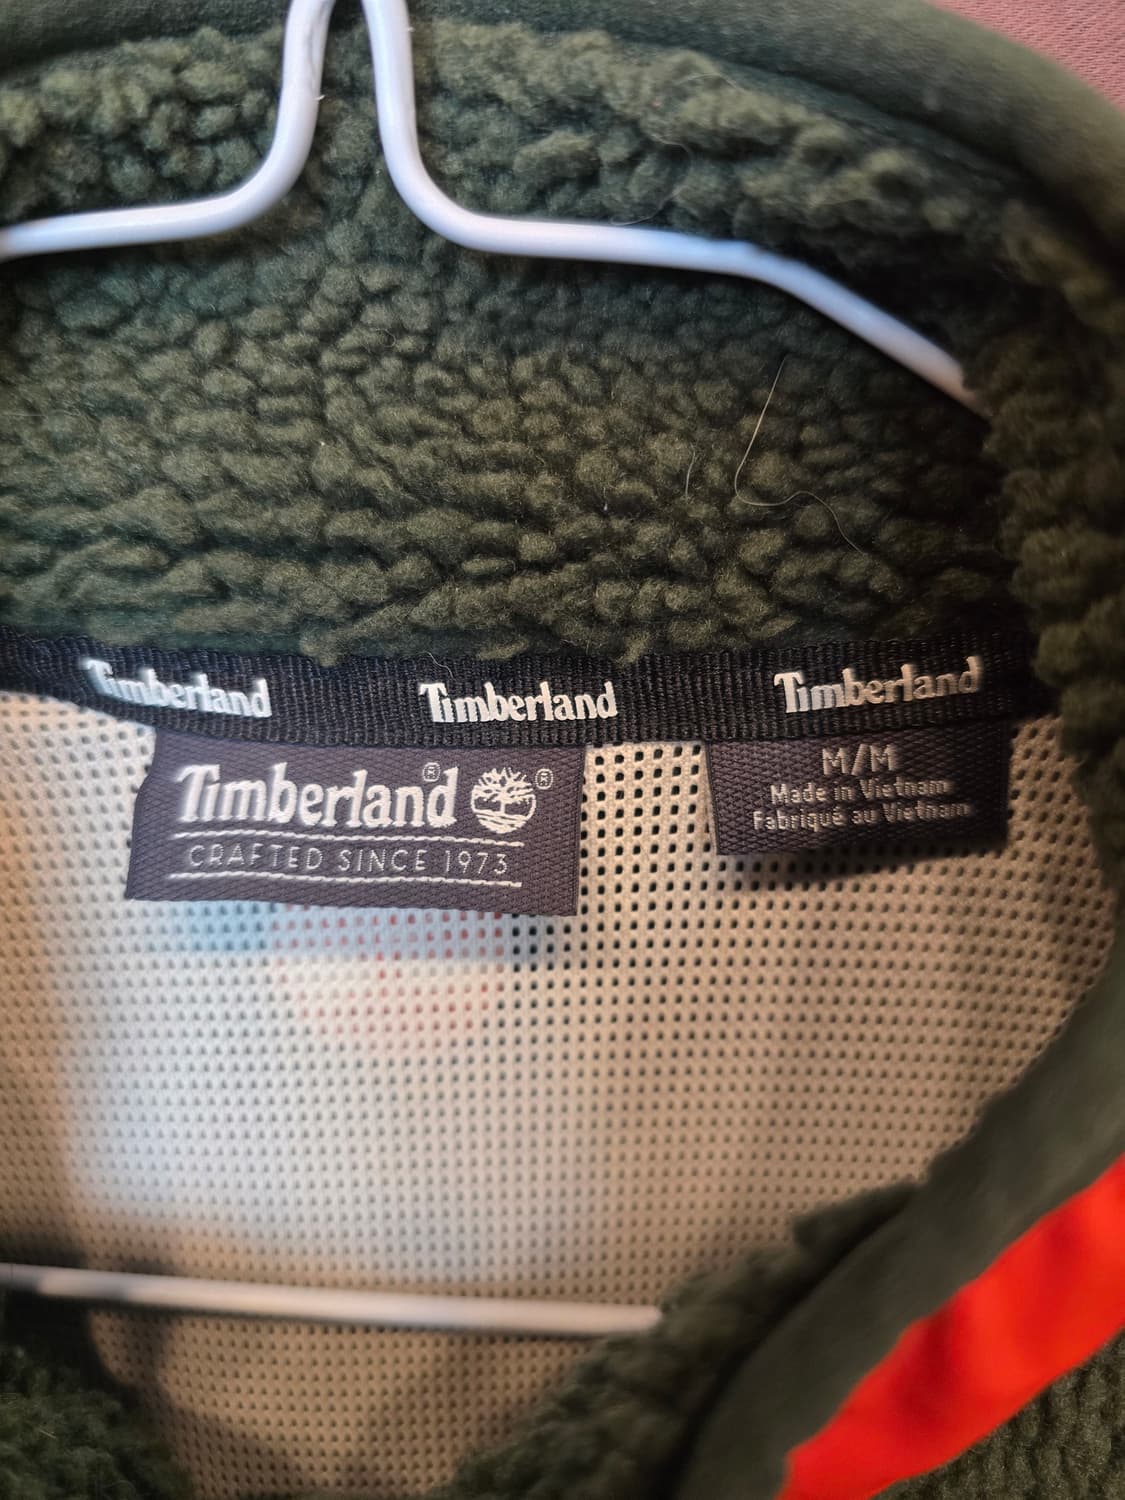 Timberland Timberland Timberland
Timberland® ®
CRAFTED SINCE 1973
M/M
Made in Vietnam
Fabriqué au Vietnam